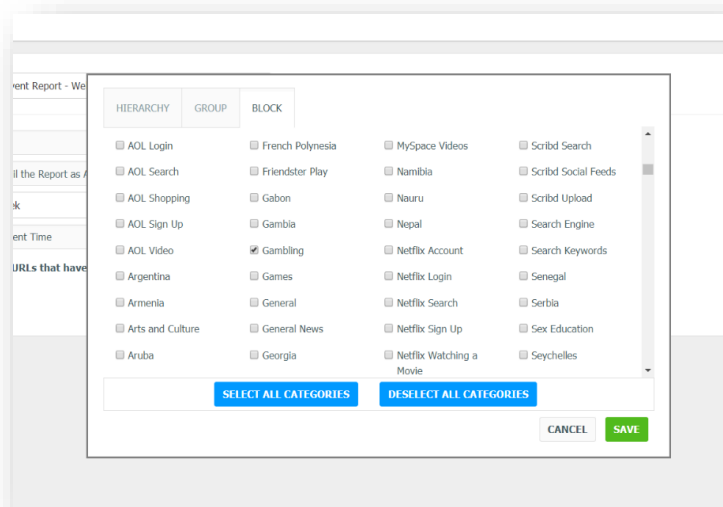 vent Report - We
HIERARCHY GROUP BLOCK
AOL Login French Polynesia MySpace Videos Scribd Search
il the Report as A
AOL Search Friendster Play Namibia Scribd Social Feeds
AOL Shopping Gabon Nauru Scribd Upload
ek
AOL Sign Up Gambia Nepal Search Engine
ent Time
AOL Video Gambling Netflix Account Search Keywords
URLs that have
Argentina Games Netflix Login Senegal
Armenia General Netflix Search Serbia
Arts and Culture General News Netflix Sign Up Sex Education
Aruba Georgia Netflix Watching a Movie Seychelles
SELECT ALL CATEGORIES DESELECT ALL CATEGORIES
CANCEL SAVE